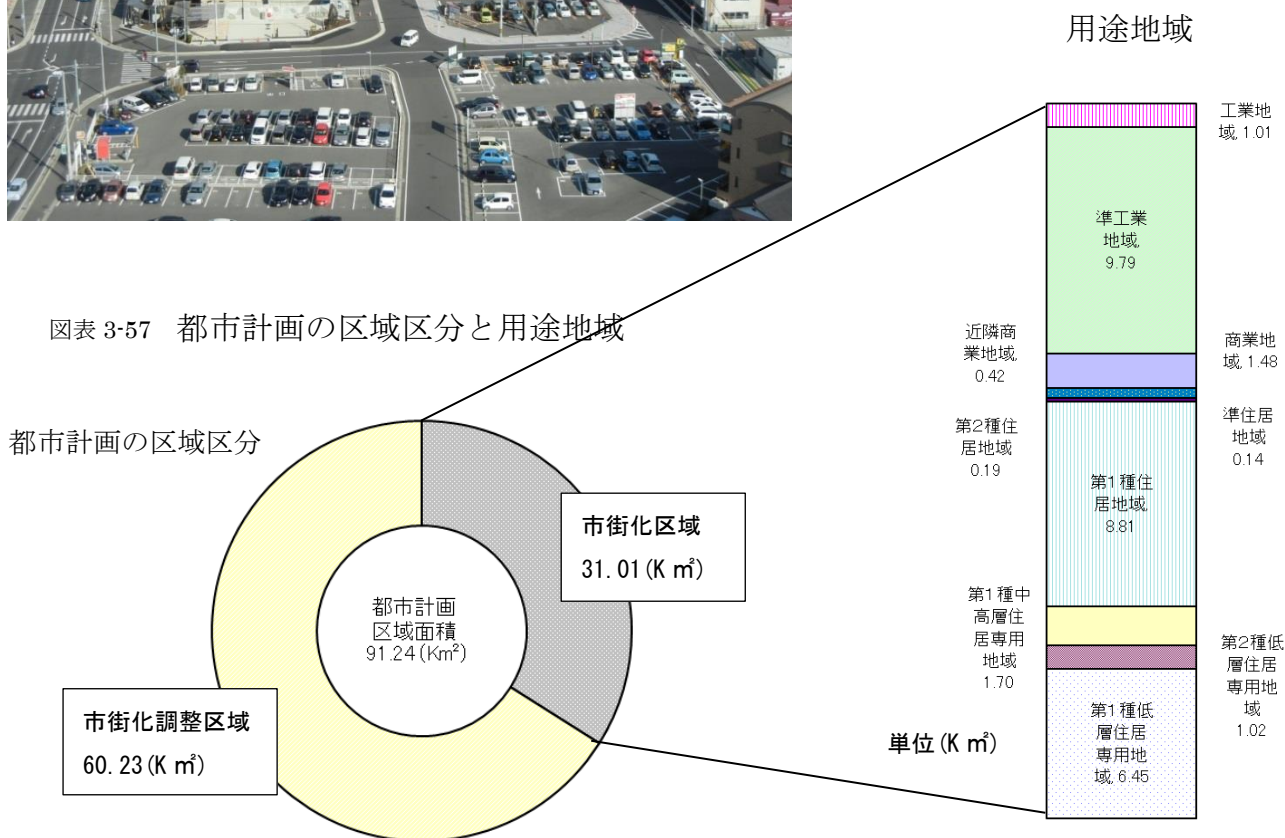 用途地域
工業地
域, 1.01
準工業
地域,
9.79
図表 3-57 都市計画の区域区分と用途地域
近隣商
業地域,
0.42
商業地
域, 1.48
都市計画の区域区分
第2種住
居地域
0.19
準住居
地域
0.14
第1種住
居地域,
8.81
市街化区域
31.01(K㎡)
都市計画
区域面積
91.24(Km²)
第1種中
高層住
居専用
地域
1.70
第2種低
層住居
専用地
域
1.02
市街化調整区域
60.23(K㎡)
単位(K㎡)
第1種低
層住居
専用地
域, 6.45